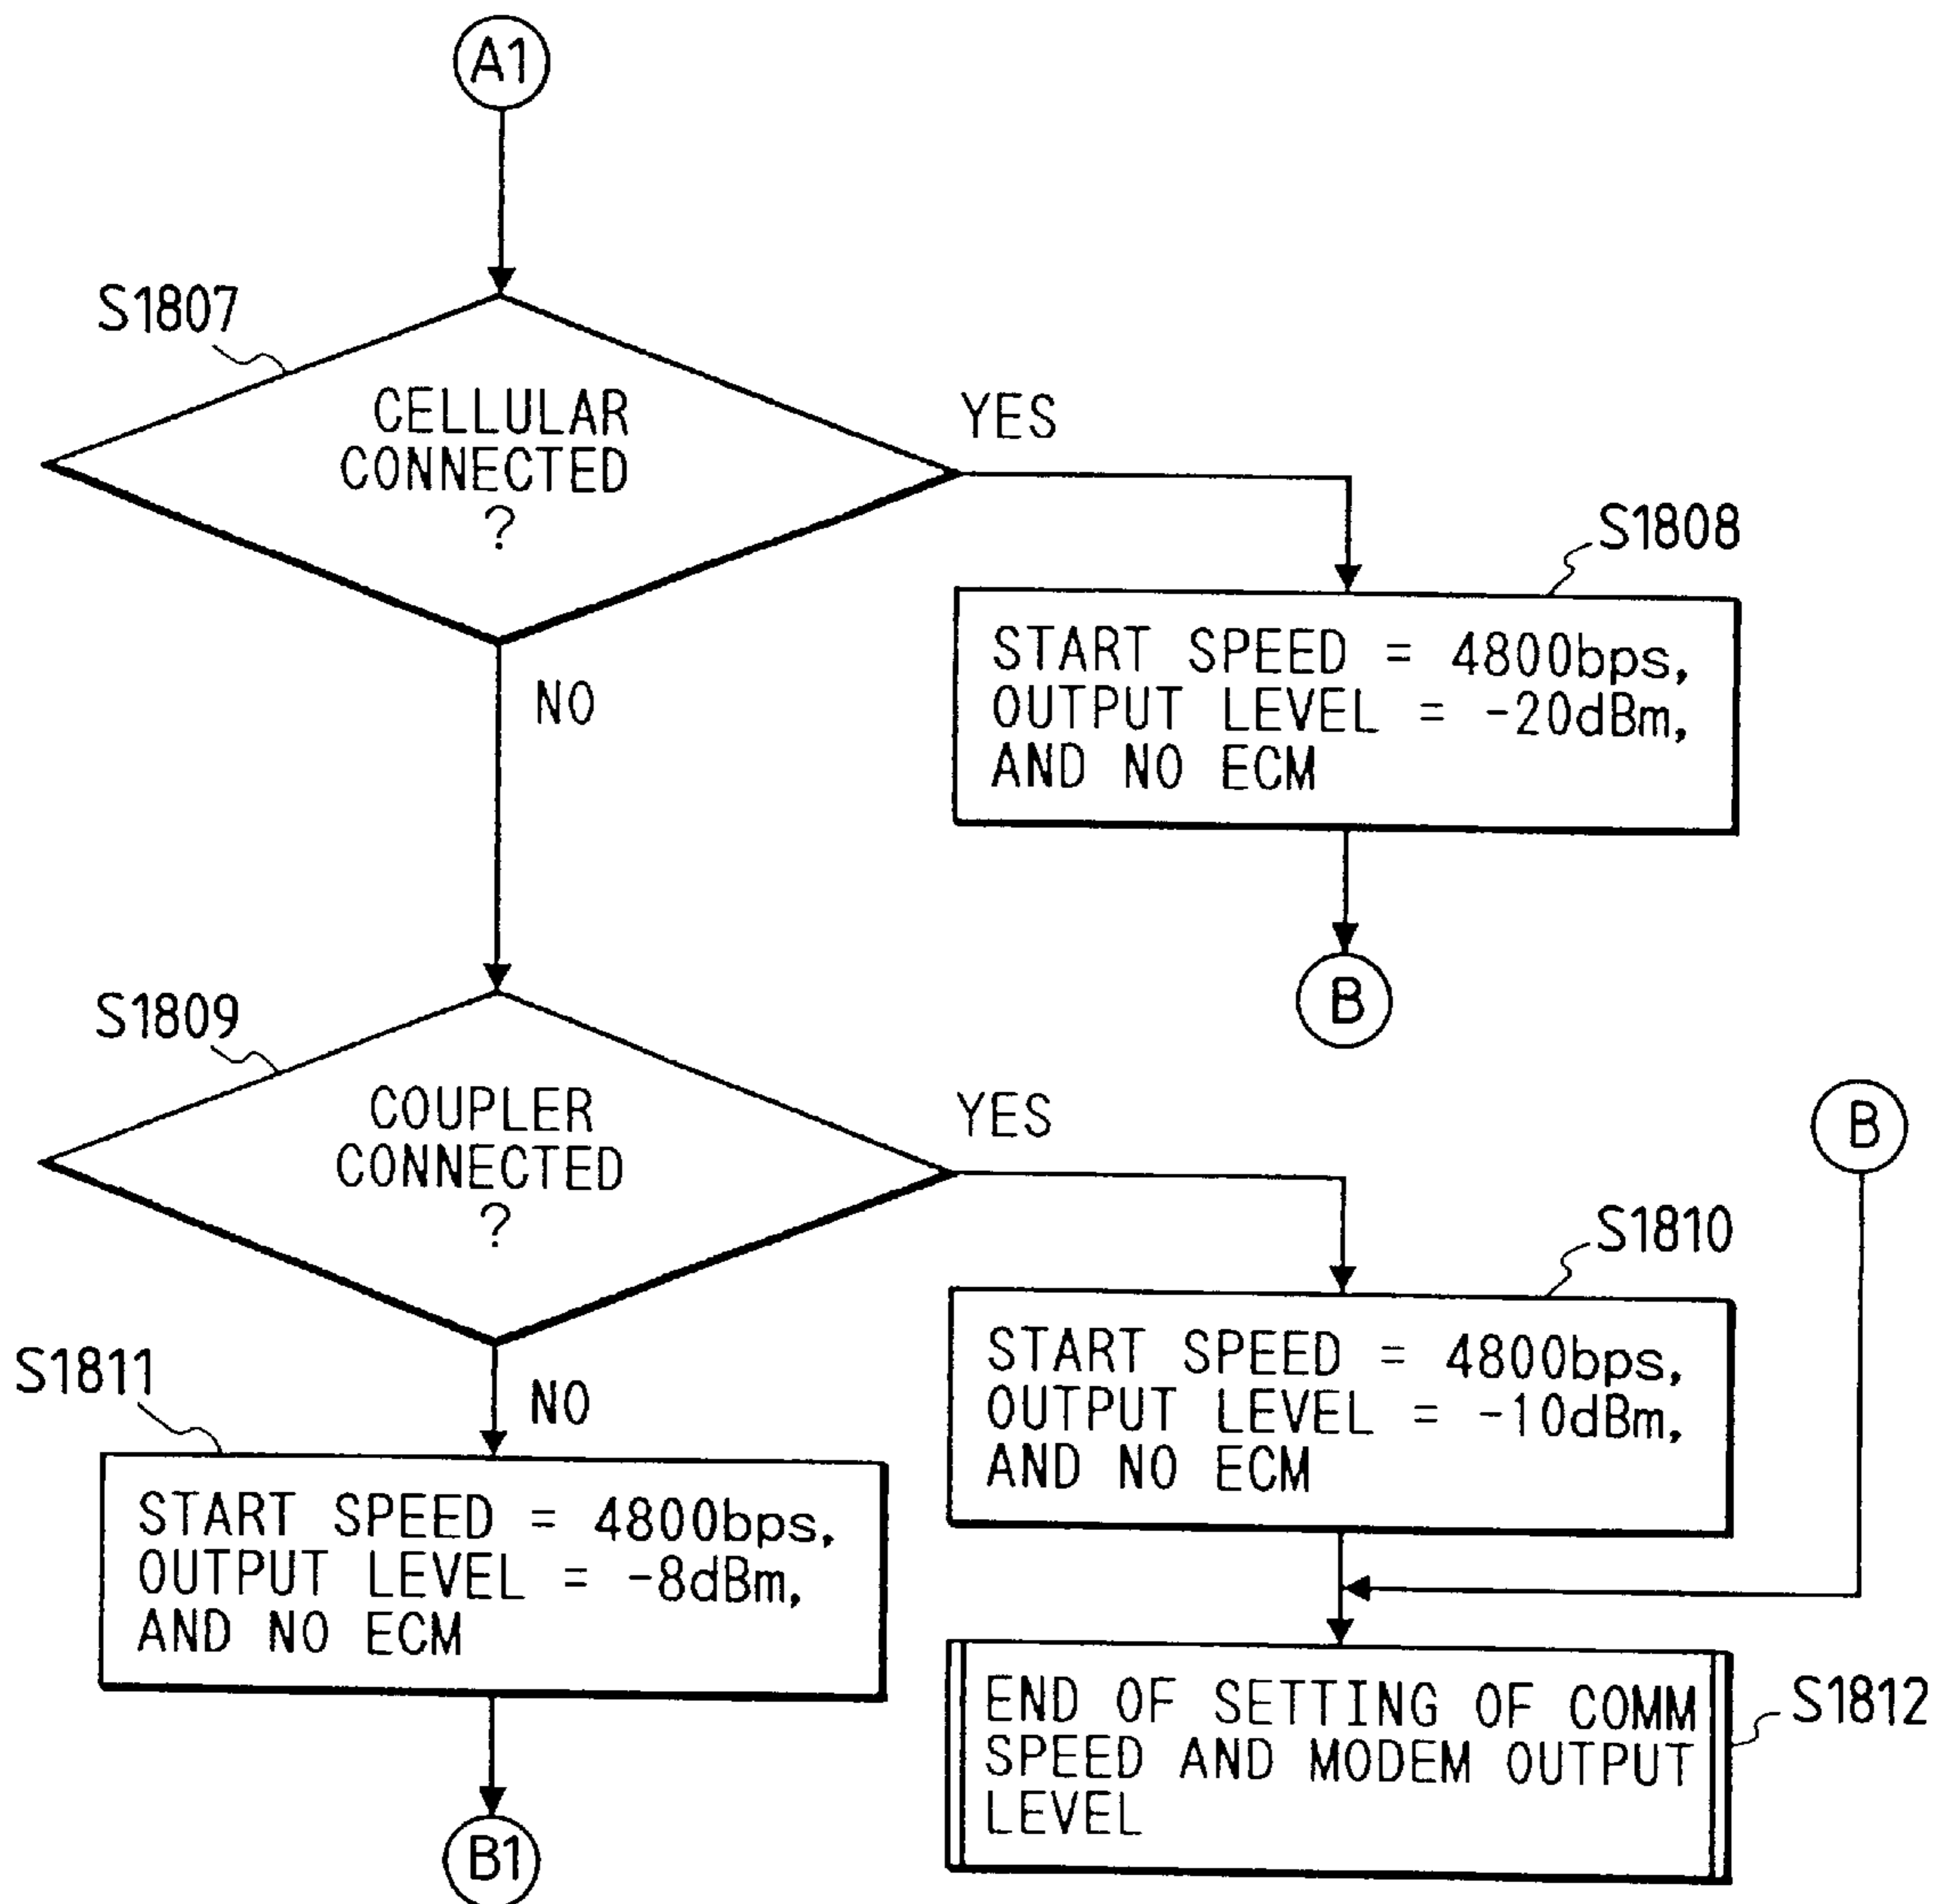 A1
S1807
CELLULAR
CONNECTED
?
YES
NO
S1808
START SPEED = 4800bps,
OUTPUT LEVEL = -20dBm,
AND NO ECM
B
S1809
COUPLER
CONNECTED
?
YES
NO
B
S1810
START SPEED = 4800bps,
OUTPUT LEVEL = -10dBm,
AND NO ECM
S1811
START SPEED = 4800bps,
OUTPUT LEVEL = -8dBm,
AND NO ECM
B1
END OF SETTING OF COMM
SPEED AND MODEM OUTPUT
LEVEL
S1812